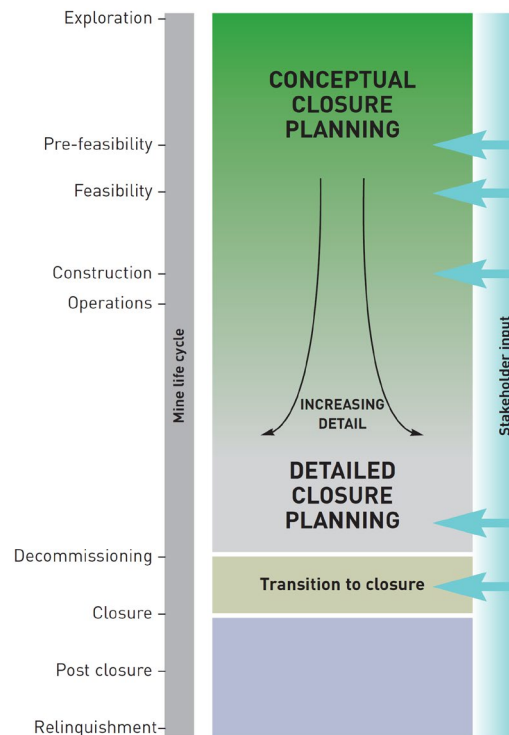 Exploration
CONCEPTUAL
CLOSURE
PLANNING
Pre-feasibility
Feasibility
Construction
Operations
Mine life cycle
Stakeholder input
INCREASING
DETAIL
DETAILED
CLOSURE
PLANNING
Decommissioning
Transition to closure
Closure
Post closure
Relinquishment